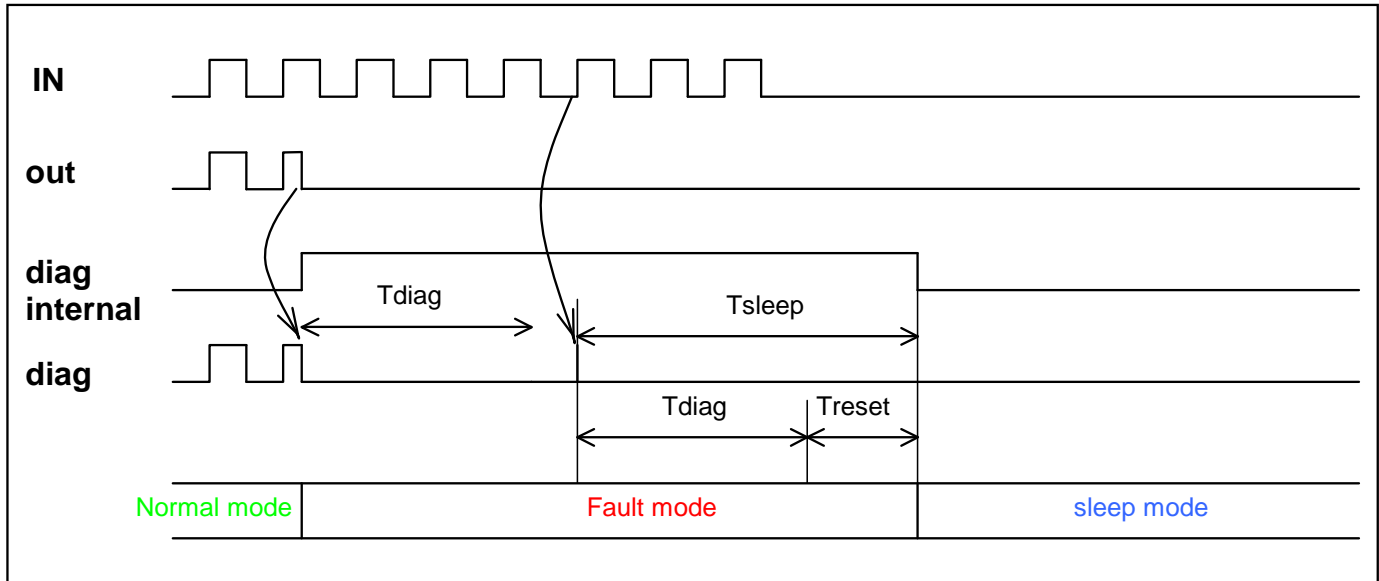 IN
out
diag
internal
Tdiag
Tsleep
diag
Tdiag
Treset
Normal mode
Fault mode
sleep mode